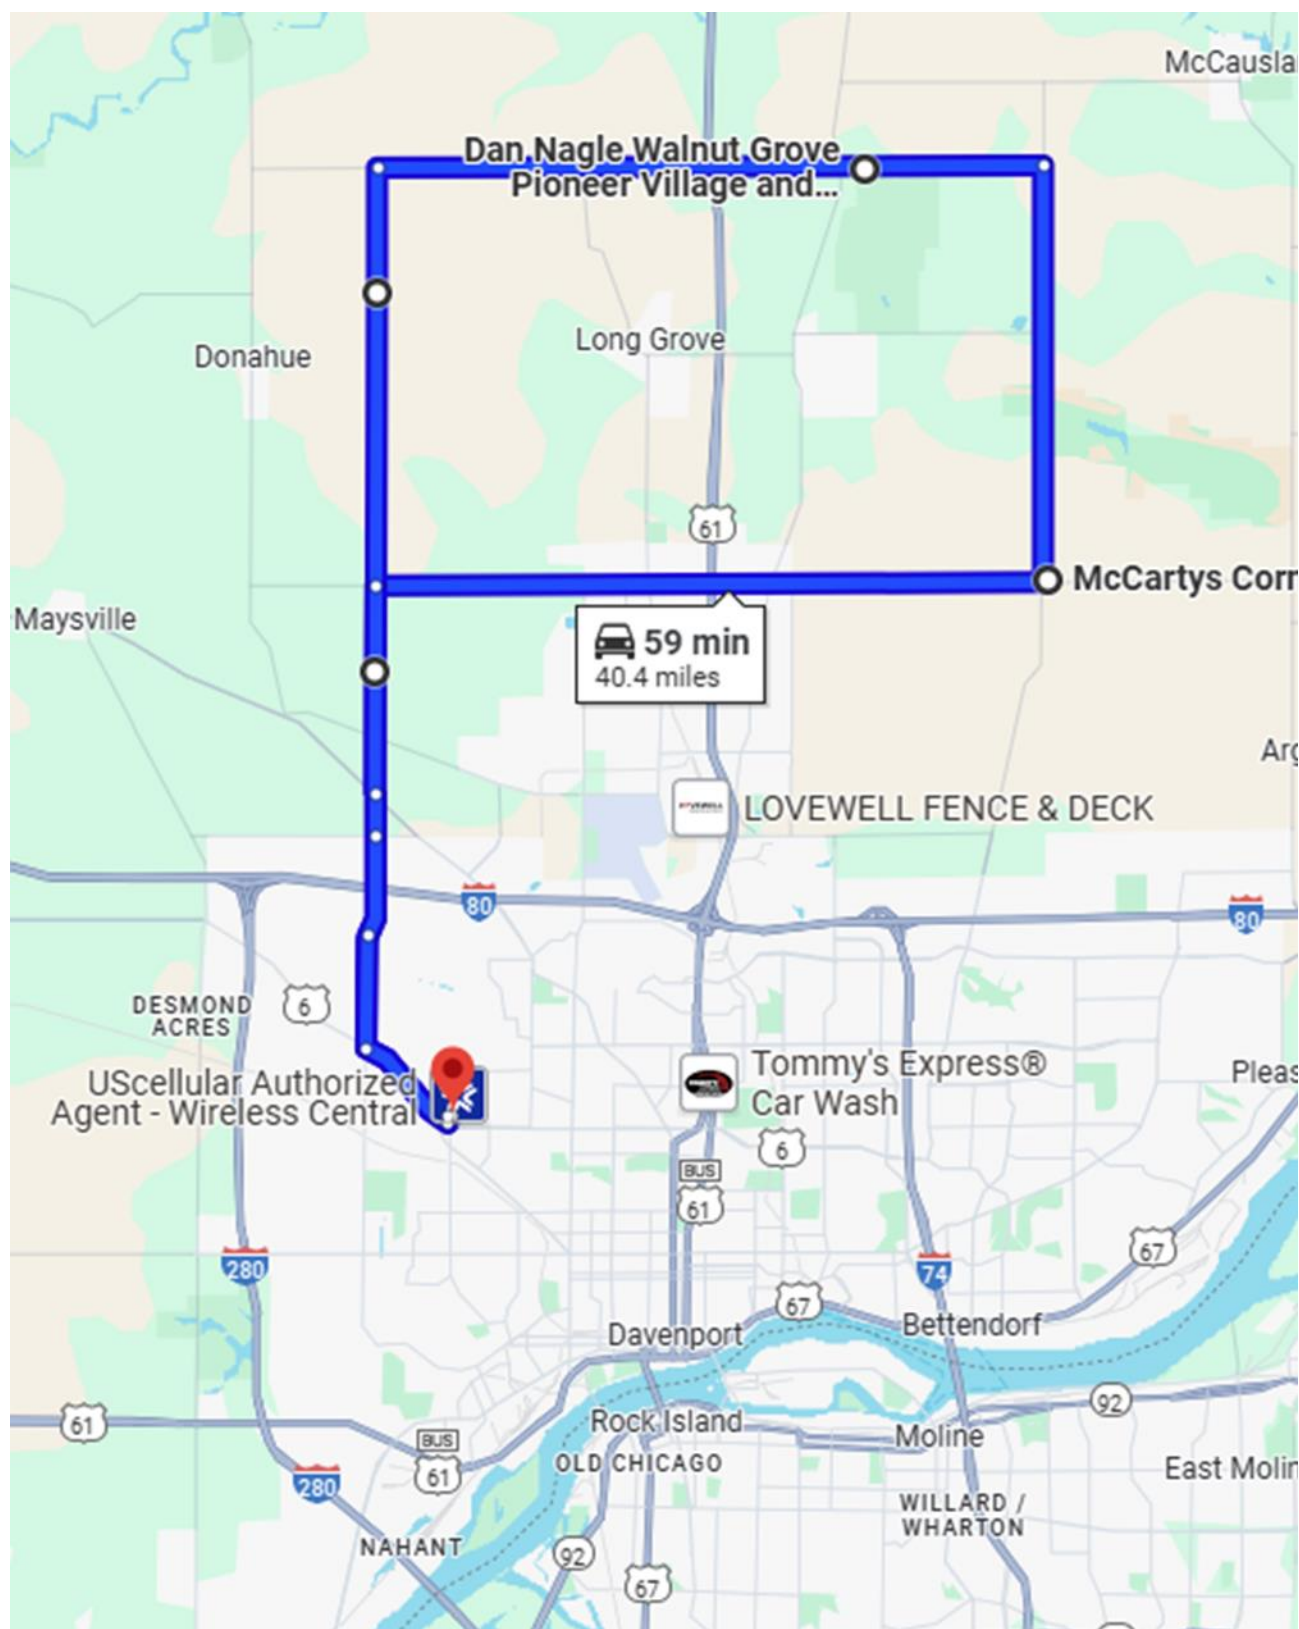 McCausla
Dan Nagle Walnut Grove
Pioneer Village and...
Donahue
Long Grove
61
McCartys Corn
Maysville
59 min
40.4 miles
Arg
LOVEWELL FENCE & DECK
80
80
DESMOND
ACRES
6
Tommy's Express®
Car Wash
UScellular Authorized
Agent - Wireless Central
Pleas
6
BUS
61
280
67
74
67
Davenport
Bettendorf
61
92
Rock Island
Moline
BUS
61
OLD CHICAGO
East Molin
280
WILLARD /
WHARTON
NAHANT
92
67